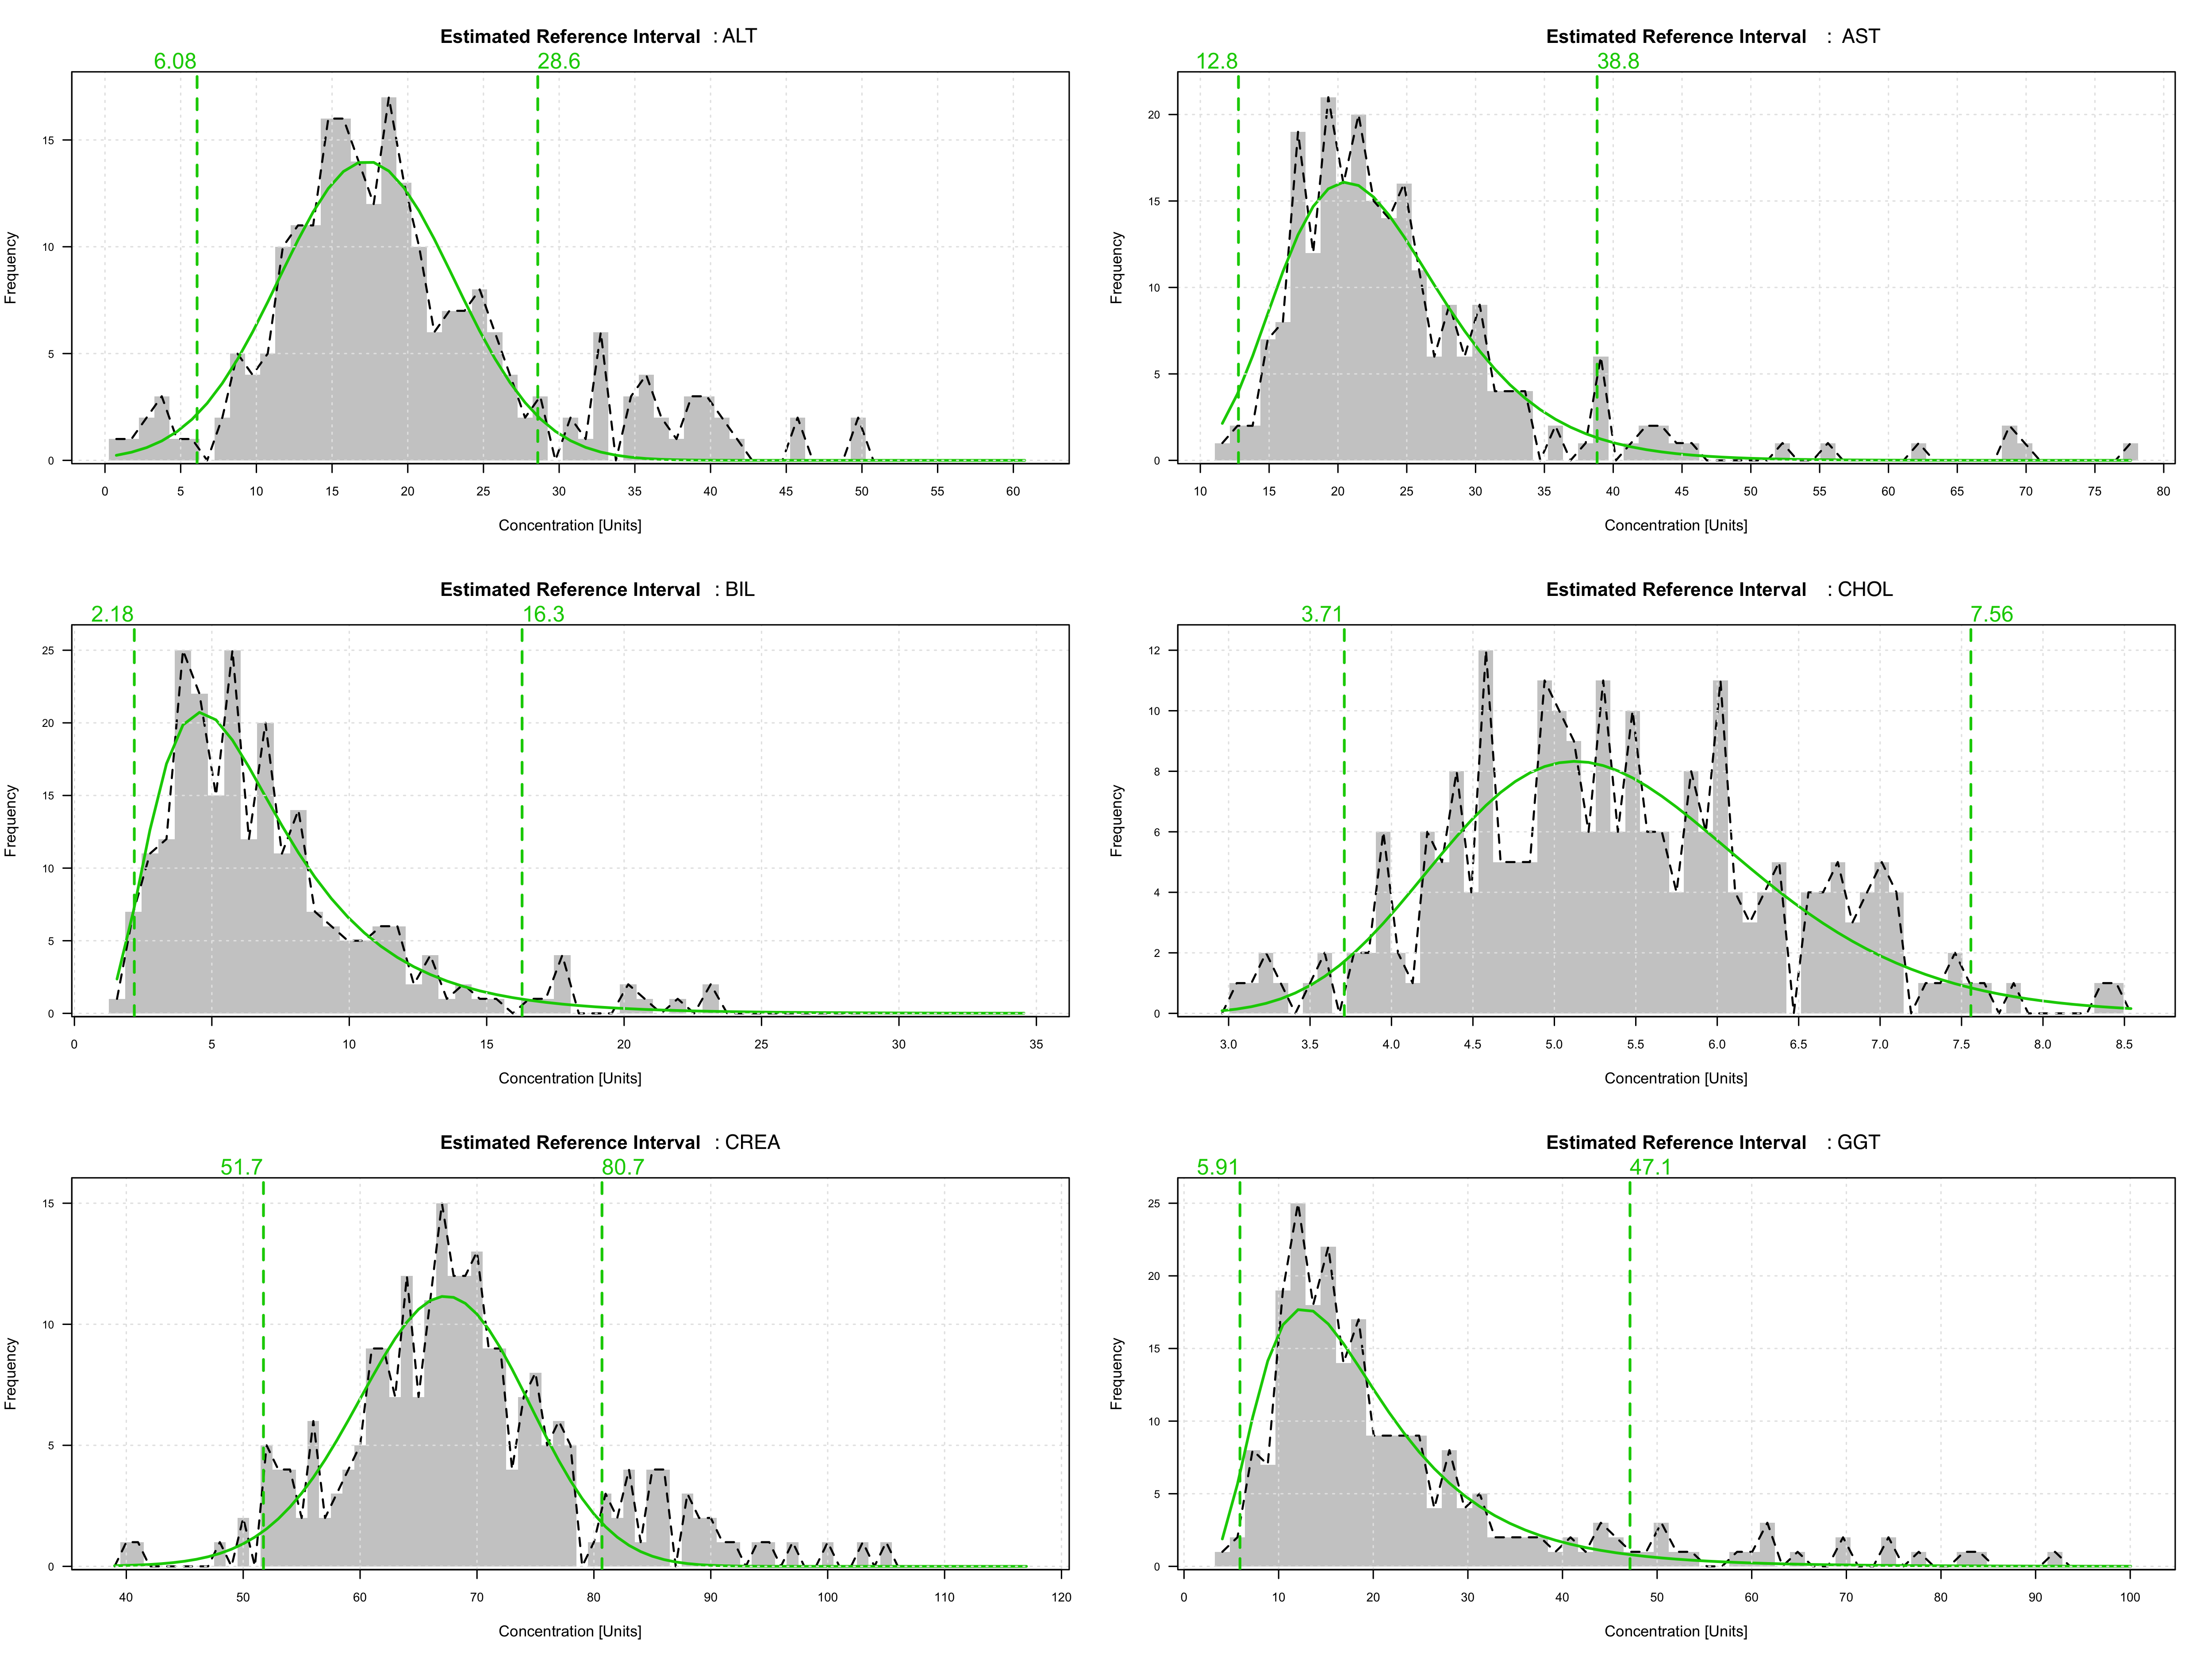 Estimated Reference Interval : ALT
6.08 28.6
Frequency
15
10
5
0
0 5 10 15 20 25 30 35 40 45 50 55 60
Concentration [Units]
Estimated Reference Interval : AST
12.8 38.8
Frequency
20
15
10
5
0
10 15 20 25 30 35 40 45 50 55 60 65 70 75 80
Concentration [Units]
Estimated Reference Interval : BIL
2.18 16.3
Frequency
25
20
15
10
5
0
0 5 10 15 20 25 30 35
Concentration [Units]
Estimated Reference Interval : CHOL
3.71 7.56
Frequency
12
10
8
6
4
2
0
3.0 3.5 4.0 4.5 5.0 5.5 6.0 6.5 7.0 7.5 8.0 8.5
Concentration [Units]
Estimated Reference Interval : CREA
51.7 80.7
Frequency
15
10
5
0
40 50 60 70 80 90 100 110 120
Concentration [Units]
Estimated Reference Interval : GGT
5.91 47.1
Frequency
25
20
15
10
5
0
0 10 20 30 40 50 60 70 80 90 100
Concentration [Units]